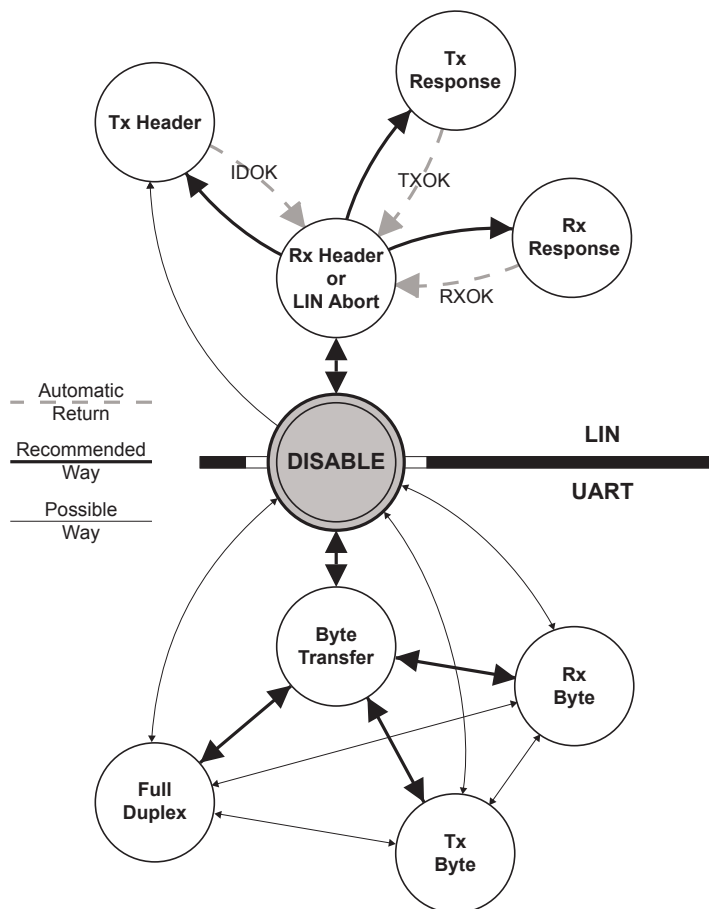 Tx
Response
Tx Header
IDOK
TXOK
Rx
Response
Rx Header
or
LIN Abort
RXOK
Automatic
Return
Recommended
Way
Possible
Way
DISABLE
LIN
UART
Byte
Transfer
Rx
Byte
Full
Duplex
Tx
Byte